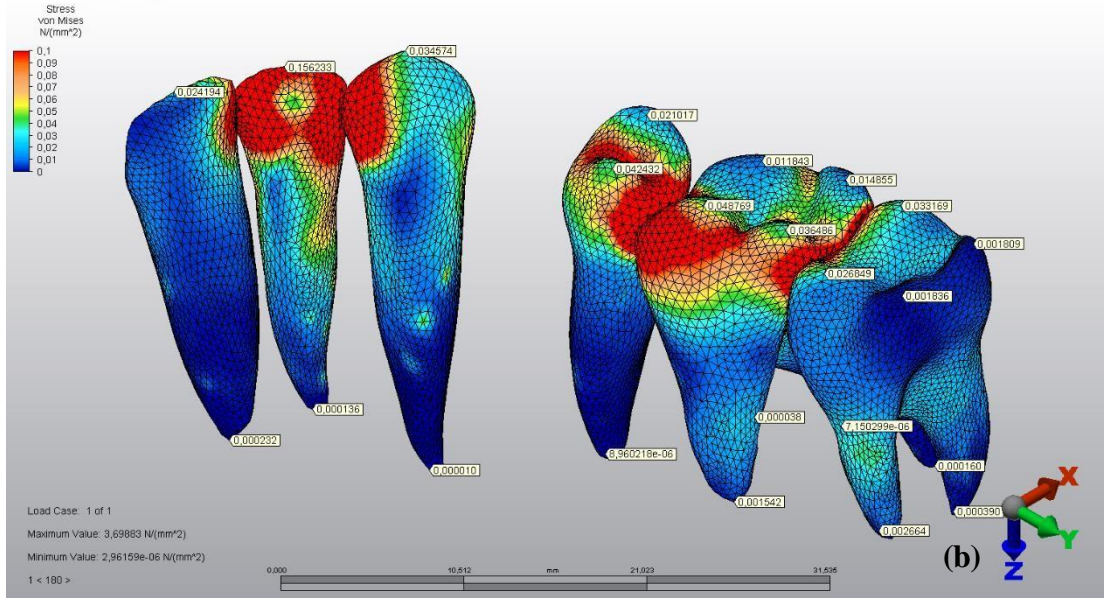 Stress
von Mises
N/(mm^2)
0,1
0,09
0,08
0,07
0,06
0,05
0,04
0,03
0,02
0,01
0
0,024194
0,156233
0,034574
0,000232
0,000136
0,000010
0,021017
0,042432
0,011843
0,014855
0,048769
0,036486
0,033169
0,026849
0,001809
0,001836
0,000038
7,150299e-06
8,960218e-06
0,000160
0,001542
0,000390
0,002664
Load Case: 1 of 1
Maximum Value: 3,69883 N/(mm^2)
Minimum Value: 2,96159e-06 N/(mm^2)
1 < 180 >
0,000 10,512 mm 21,023 31,535
(b)
X
Y
Z